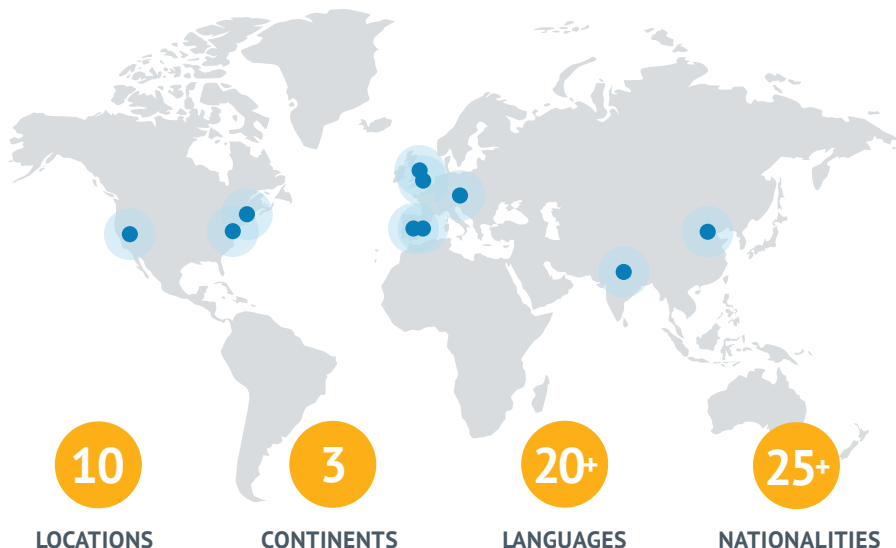 10
3
20+
25+
LOCATIONS
CONTINENTS
LANGUAGES
NATIONALITIES